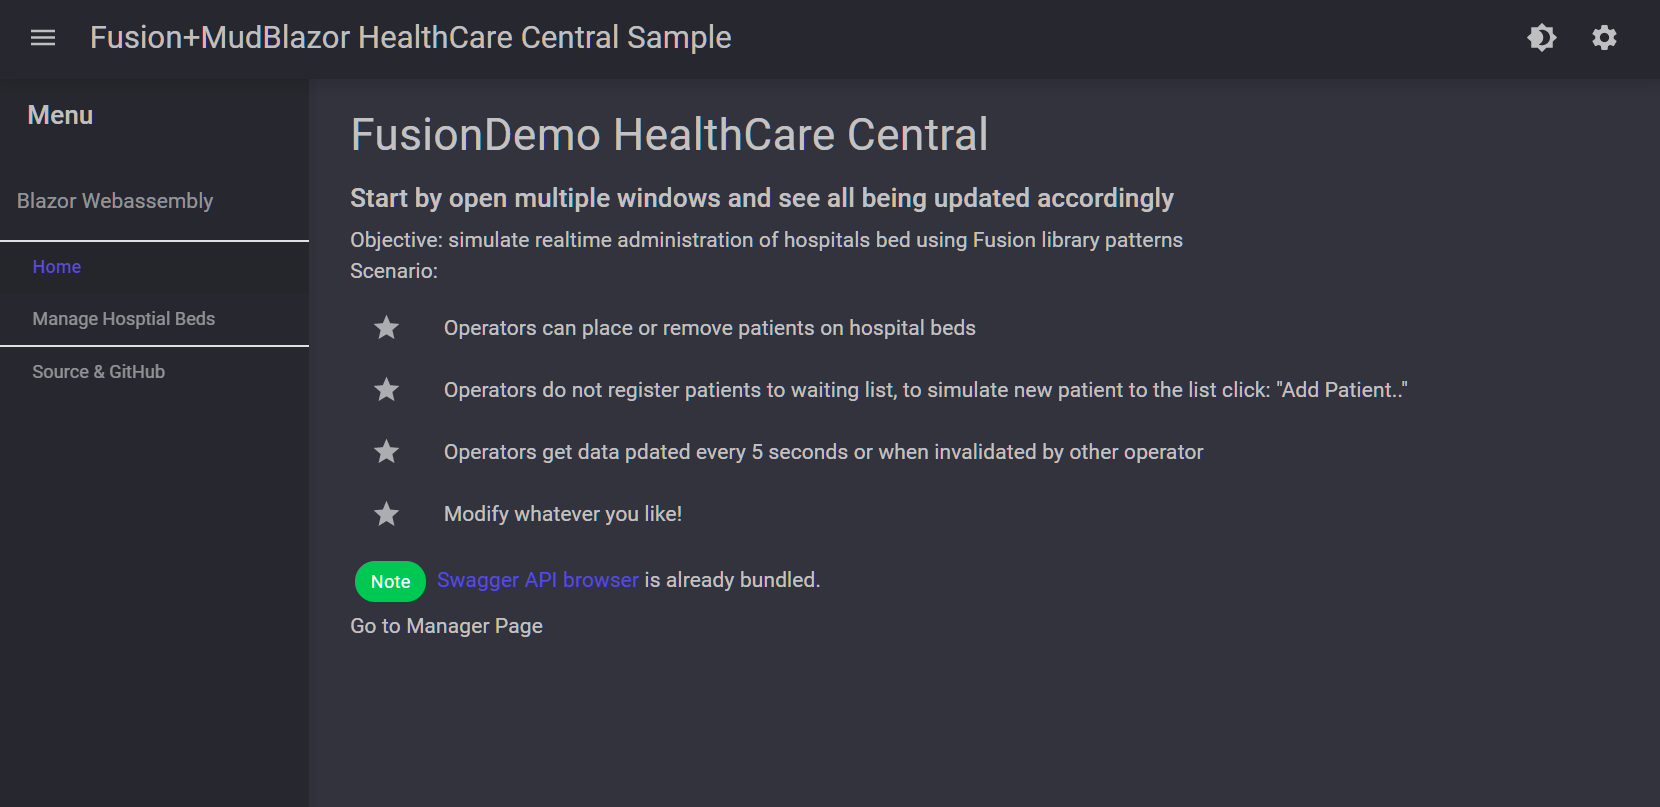 Fusion+MudBlazor HealthCare Central Sample
Menu
Blazor Webassembly
Home
Manage Hosptial Beds
Source & GitHub
FusionDemo HealthCare Central
Start by open multiple windows and see all being updated accordingly
Objective: simulate realtime administration of hospitals bed using Fusion library patterns
Scenario:
Operators can place or remove patients on hospital beds
Operators do not register patients to waiting list, to simulate new patient to the list click: "Add Patient.."
Operators get data pdated every 5 seconds or when invalidated by other operator
Modify whatever you like!
Note Swagger API browser is already bundled.
Go to Manager Page